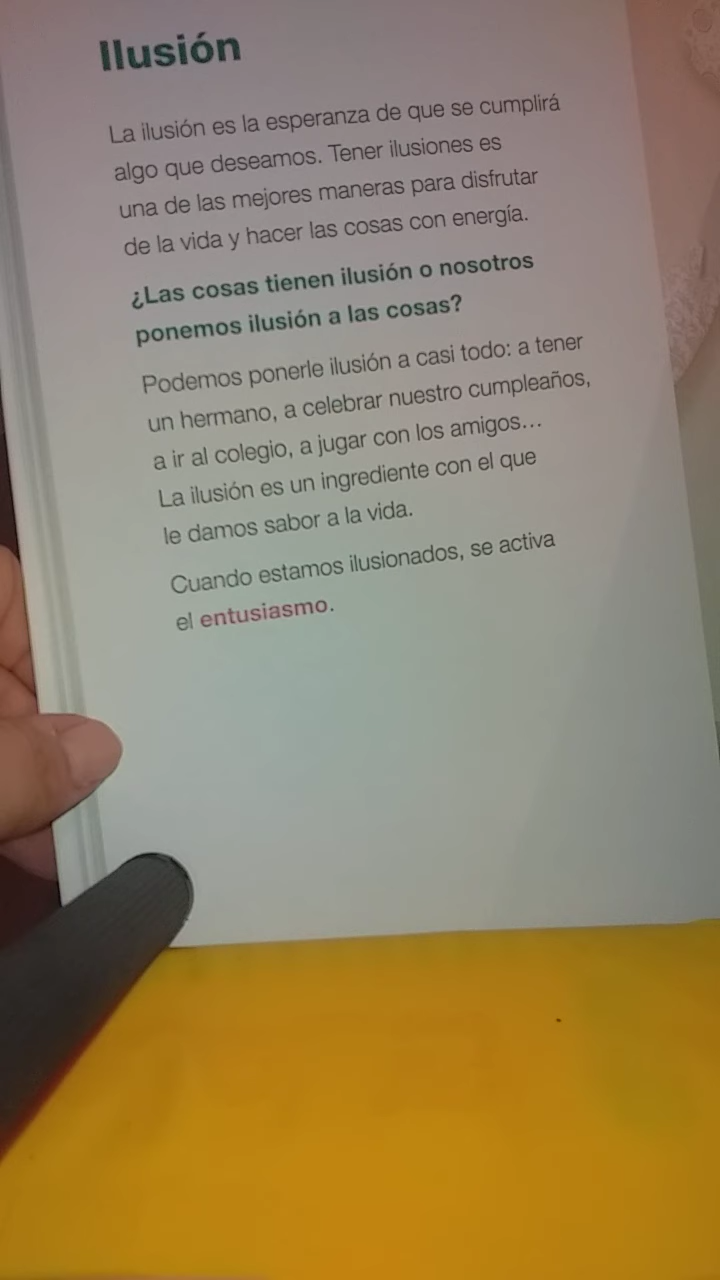 Ilusión
La ilusión es la esperanza de que se cumplirá
algo que deseamos. Tener ilusiones es
una de las mejores maneras para disfrutar
de la vida y hacer las cosas con energía.
¿Las cosas tienen ilusión o nosotros
ponemos ilusión a las cosas?
Podemos ponerle ilusión a casi todo: a tener
un hermano, a celebrar nuestro cumpleaños,
a ir al colegio, a jugar con los amigos...
La ilusión es un ingrediente con el que
le damos sabor a la vida.
Cuando estamos ilusionados, se activa
el entusiasmo.